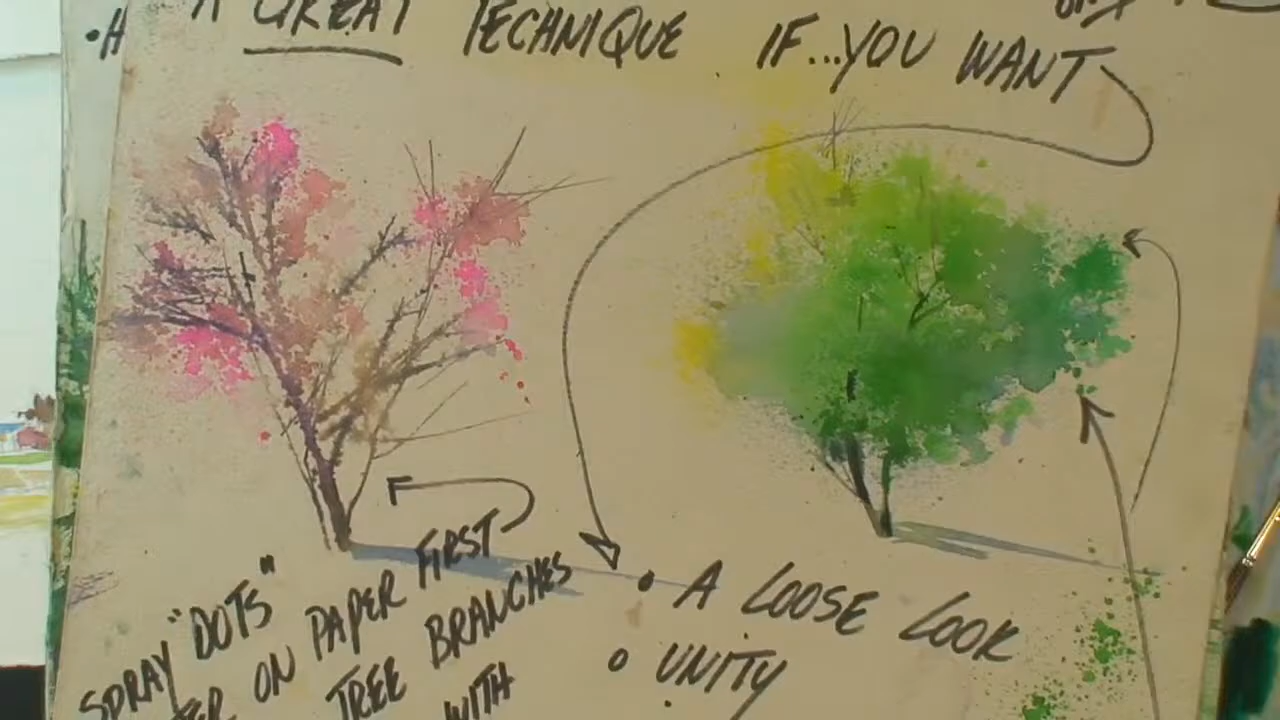 •H A GREAT TECHNIQUE IF...YOU WANT
SPRAY "DOTS"
ON PAPER FIRST
TREE BRANCHES
WITH
• A LOOSE LOOK
• UNITY